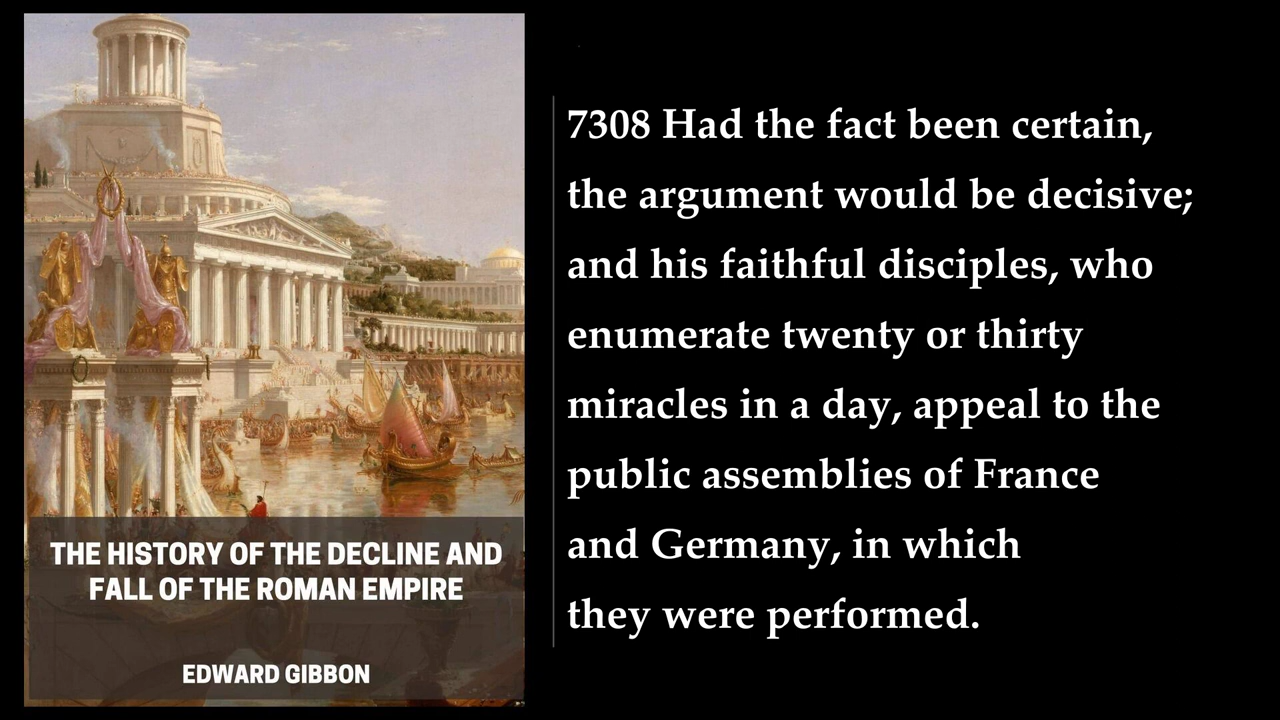 THE HISTORY OF THE DECLINE AND
FALL OF THE ROMAN EMPIRE
EDWARD GIBBON
7308 Had the fact been certain,
the argument would be decisive;
and his faithful disciples, who
enumerate twenty or thirty
miracles in a day, appeal to the
public assemblies of France
and Germany, in which
they were performed.